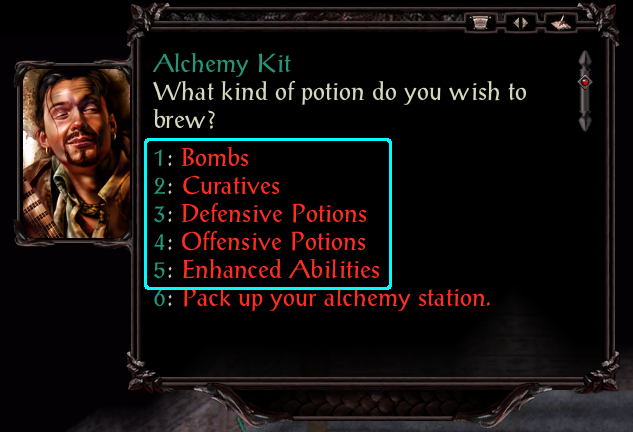 Alchemy Kit
What kind of potion do you wish to
brew?
1: Bombs
2: Curatives
3: Defensive Potions
4: Offensive Potions
5: Enhanced Abilities
6: Pack up your alchemy station.